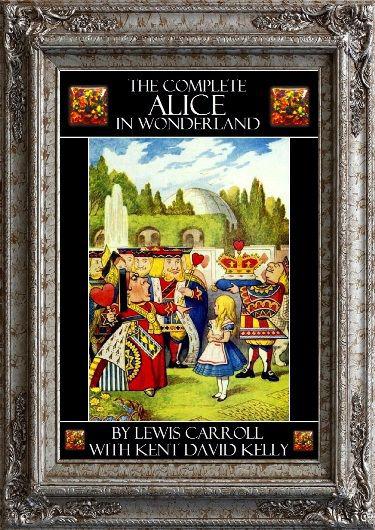 THE COMPLETE
ALICE
IN WONDERLAND
BY LEWIS CARROLL
WITH KENT DAVID KELLY